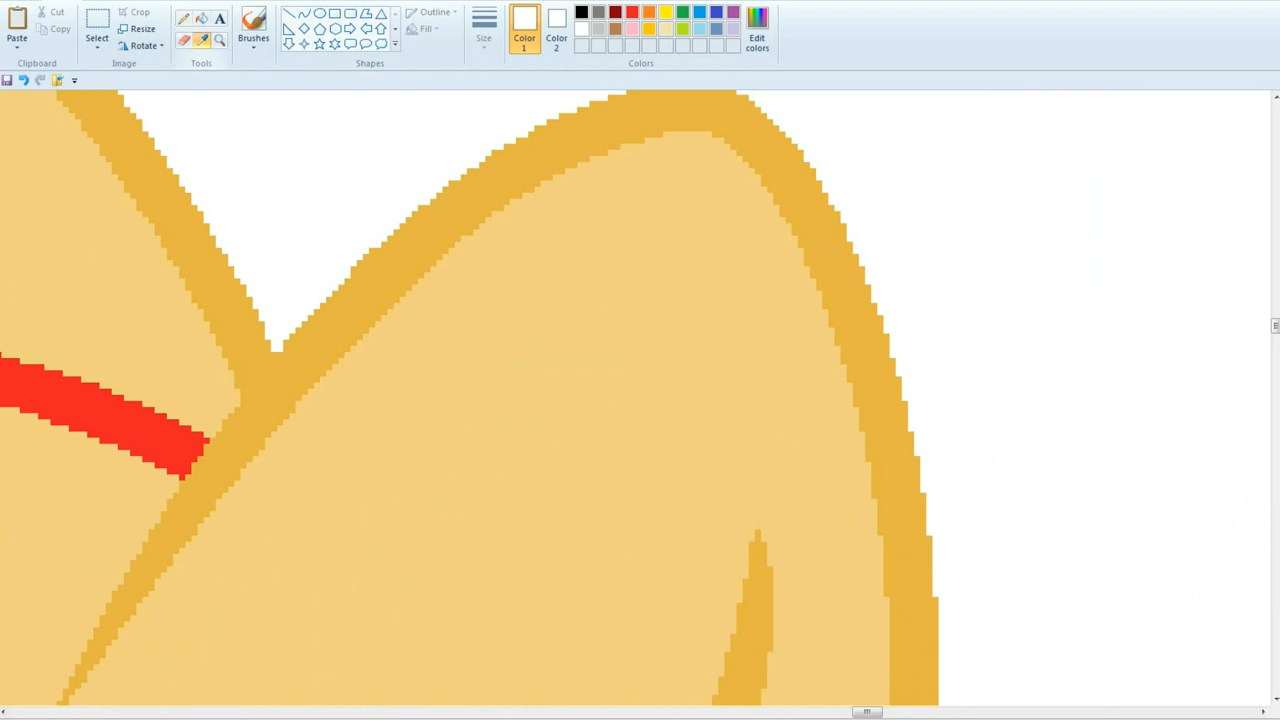 Paste
Cut
Copy
Clipboard
Select
Crop
Resize
Rotate
Image
A
Tools
Brushes
Outline
Fill
Shapes
Size
Color
1
Color
2
Edit
colors
Colors